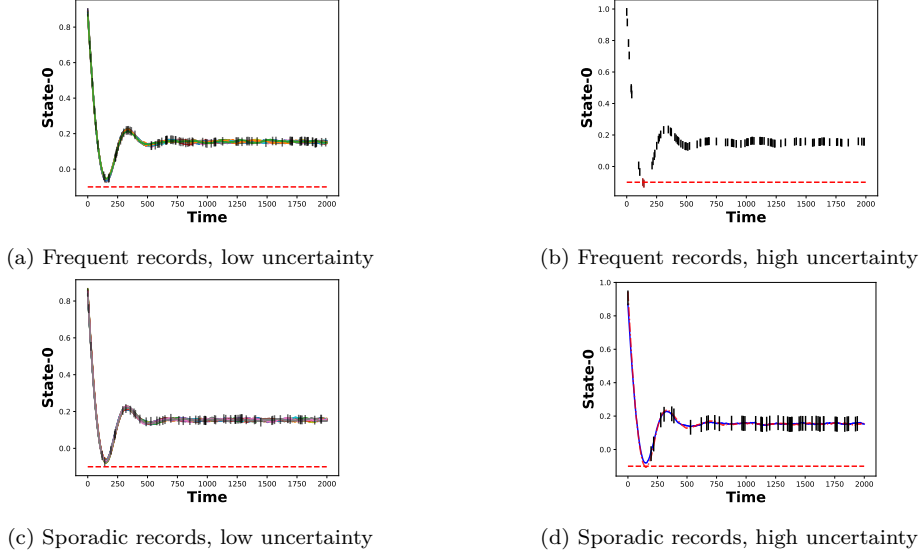 0.8
0.6
0.4
0.2
0.0
State-0
0 250 500 750 1000 1250 1500 1750 2000
Time
(a) Frequent records, low uncertainty
1.0
0.8
0.6
0.4
0.2
0.0
State-0
0 250 500 750 1000 1250 1500 1750 2000
Time
(b) Frequent records, high uncertainty
0.8
0.6
0.4
0.2
0.0
State-0
0 250 500 750 1000 1250 1500 1750 2000
Time
(c) Sporadic records, low uncertainty
1.0
0.8
0.6
0.4
0.2
0.0
State-0
0 250 500 750 1000 1250 1500 1750 2000
Time
(d) Sporadic records, high uncertainty